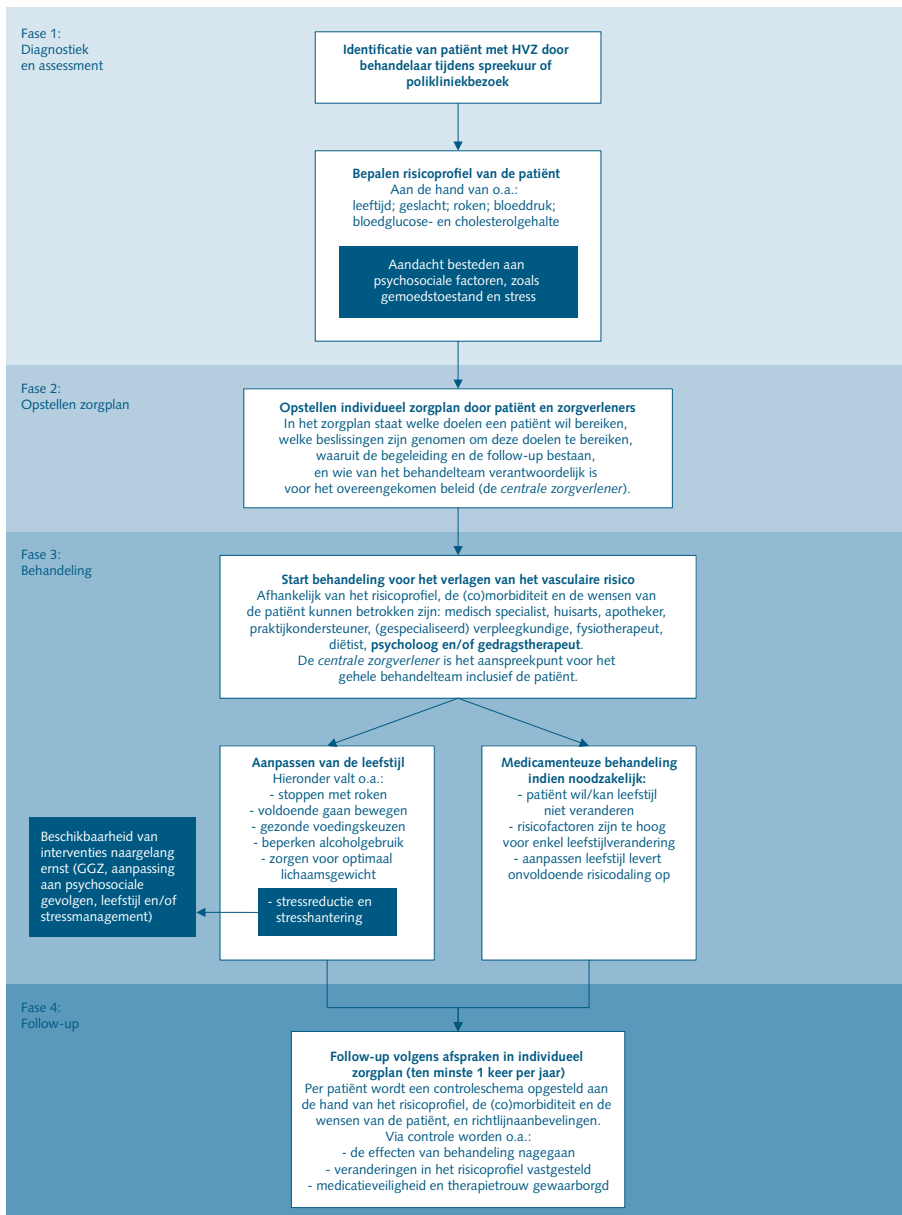 Fase 1:
Diagnostiek
en assessment
Identificatie van patiënt met HVZ door
behandelaar tijdens spreekuur of
polikliniekbezoek
Bepalen risicoprofiel van de patiënt
Aan de hand van o.a.:
leeftijd; geslacht; roken; bloeddruk;
bloedglucose- en cholesterolgehalte
Aandacht besteden aan
psychosociale factoren, zoals
gemoedstoestand en stress
Fase 2:
Opstellen zorgplan
Opstellen individueel zorgplan door patiënt en zorgverleners
In het zorgplan staat welke doelen een patiënt wil bereiken,
welke beslissingen zijn genomen om deze doelen te bereiken,
waaruit de begeleiding en de follow-up bestaan,
en wie van het behandelteam verantwoordelijk is
voor het overeengekomen beleid (de centrale zorgverlener).
Fase 3:
Behandeling
Start behandeling voor het verlagen van het vasculaire risico
Afhankelijk van het risicoprofiel, de (co)morbiditeit en de wensen van
de patiënt kunnen betrokken zijn: medisch specialist, huisarts, apotheker,
praktijkondersteuner, (gespecialiseerd) verpleegkundige, fysiotherapeut,
diëtist, psycholoog en/of gedragstherapeut.
De centrale zorgverlener is het aanspreekpunt voor het
gehele behandelteam inclusief de patiënt.
Aanpassen van de leefstijl
Hieronder valt o.a.:
- stoppen met roken
- voldoende gaan bewegen
- gezonde voedingskeuzen
- beperken alcoholgebruik
- zorgen voor optimaal
lichaamsgewicht
- stressreductie en
stresshantering
Medicamenteuze behandeling
indien noodzakelijk:
- patiënt wil/kan leefstijl
niet veranderen
- risicofactoren zijn te hoog
voor enkel leefstijlverandering
- aanpassen leefstijl levert
onvoldoende risicodaling op
Beschikbaarheid van
interventies naargelang
ernst (GGZ, aanpassing
aan psychosociale
gevolgen, leefstijl en/of
stressmanagement)
Fase 4:
Follow-up
Follow-up volgens afspraken in individueel
zorgplan (ten minste 1 keer per jaar)
Per patiënt wordt een controleschema opgesteld aan
de hand van het risicoprofiel, de (co)morbiditeit en de
wensen van de patiënt, en richtlijnaanbevelingen.
Via controle worden o.a.:
- de effecten van behandeling nagegaan
- veranderingen in het risicoprofiel vastgesteld
- medicatieveiligheid en therapietrouw gewaarborgd